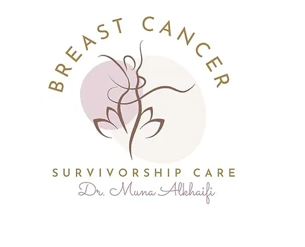 BREAST CANCER
SURVIVORSHIP CARE
Dr. Muna Alkhaifi